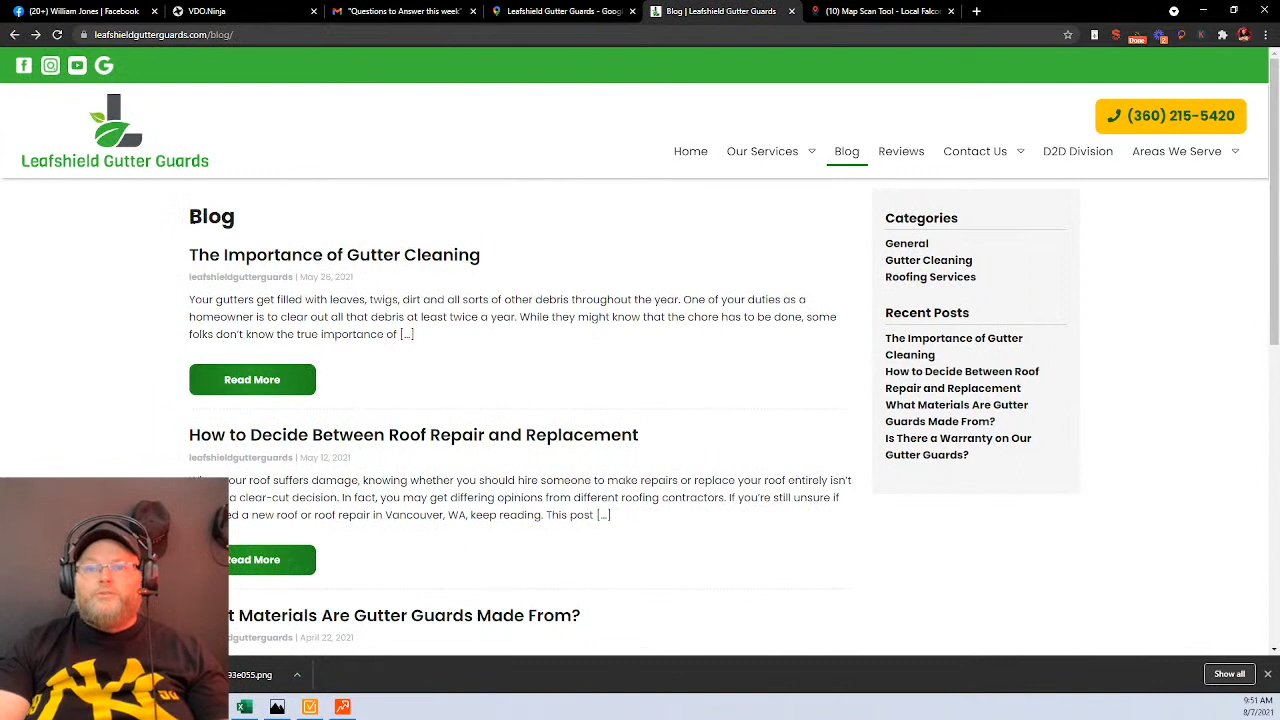 (20+) William Jones | Facebook
VDO.Ninja
"Questions to Answer this week"
Leafshield Gutter Guards - Goog
Blog | Leafshield Gutter Guards
(10) Map Scan Tool - Local Falcon
leafshieldgutterguards.com/blog/
Done
2
Leafshield Gutter Guards
(360) 215-5420
Home
Our Services
Blog
Reviews
Contact Us
D2D Division
Areas We Serve
Blog
The Importance of Gutter Cleaning
leafshieldgutterguards | May 26, 2021
Your gutters get filled with leaves, twigs, dirt and all sorts of other debris throughout the year. One of your duties as a
homeowner is to clear out all that debris at least twice a year. While they might know that the chore has to be done, some
folks don't know the true importance of [...]
Read More
How to Decide Between Roof Repair and Replacement
leafshieldgutterguards | May 12, 2021
your roof suffers damage, knowing whether you should hire someone to make repairs or replace your roof entirely isn't
a clear-cut decision. In fact, you may get differing opinions from different roofing contractors. If you're still unsure if
ed a new roof or roof repair in Vancouver, WA, keep reading. This post [...]
Read More
t Materials Are Gutter Guards Made From?
dgutterguards | April 22, 2021
Categories
General
Gutter Cleaning
Roofing Services
Recent Posts
The Importance of Gutter
Cleaning
How to Decide Between Roof
Repair and Replacement
What Materials Are Gutter
Guards Made From?
Is There a Warranty on Our
Gutter Guards?
93e055.png
Show all
9:51 AM
8/7/2021